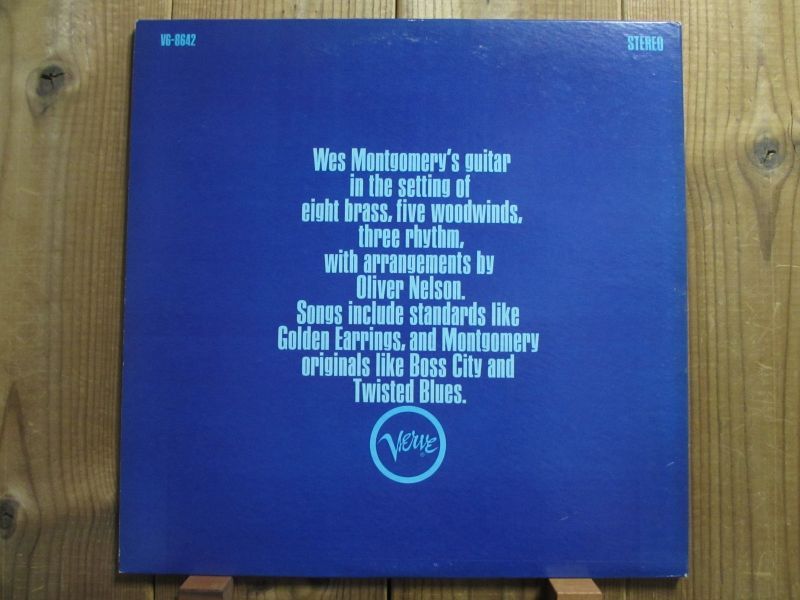 V6-8642
STEREO
Wes Montgomery's guitar
in the setting of
eight brass, five woodwinds,
three rhythm,
with arrangements by
Oliver Nelson.
Songs include standards like
Golden Earrings, and Montgomery
originals like Boss City and
Twisted Blues.
Verve®